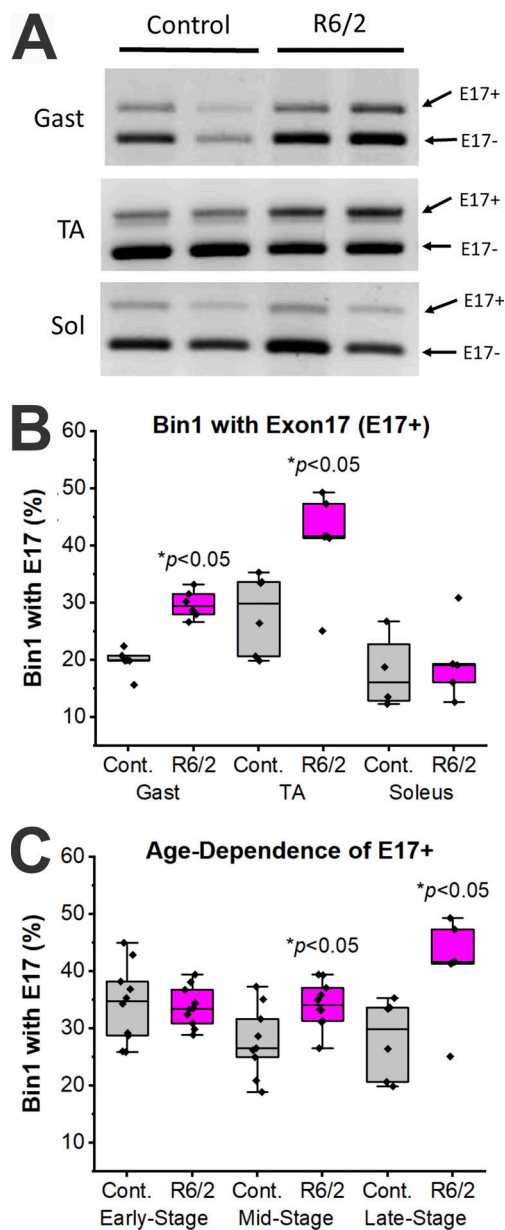 A
Control R6/2
Gast
E17+
E17-
TA
E17+
E17-
Sol
E17+
E17-
B
Bin1 with Exon17 (E17+)
Bin1 with E17 (%)
60
50
40
30
20
10
*p<0.05
*p<0.05
Cont. R6/2 Cont. R6/2 Cont. R6/2
Gast TA Soleus
C
Age-Dependence of E17+
Bin1 with E17 (%)
60
50
40
30
20
10
*p<0.05
*p<0.05
Cont. R6/2 Cont. R6/2 Cont. R6/2
Early-Stage Mid-Stage Late-Stage